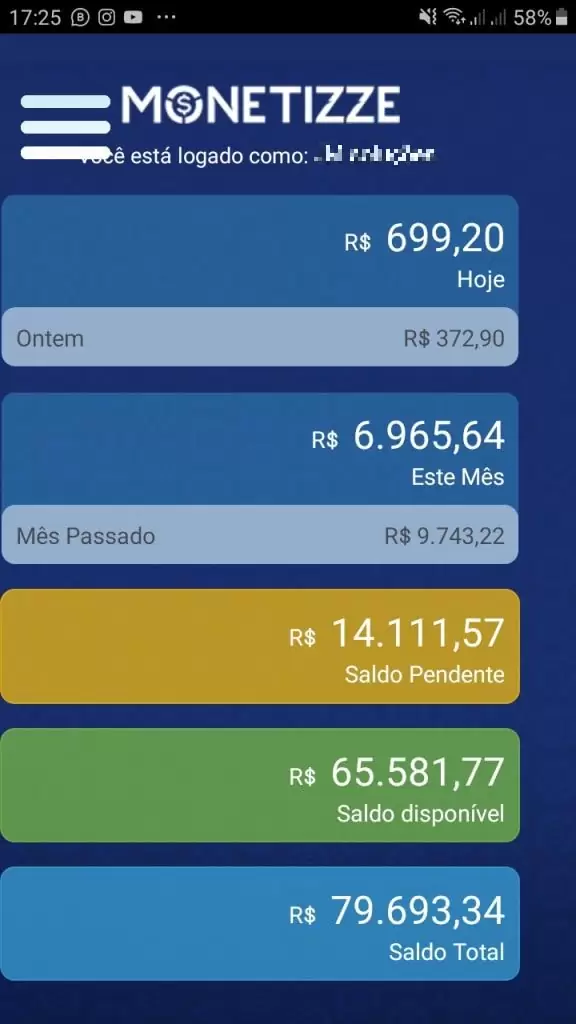 17:25 58%
MONETIZZE
você está logado como:
R$ 699,20
Hoje
Ontem R$ 372,90
R$ 6.965,64
Este Mês
Mês Passado R$ 9.743,22
R$ 14.111,57
Saldo Pendente
R$ 65.581,77
Saldo disponível
R$ 79.693,34
Saldo Total